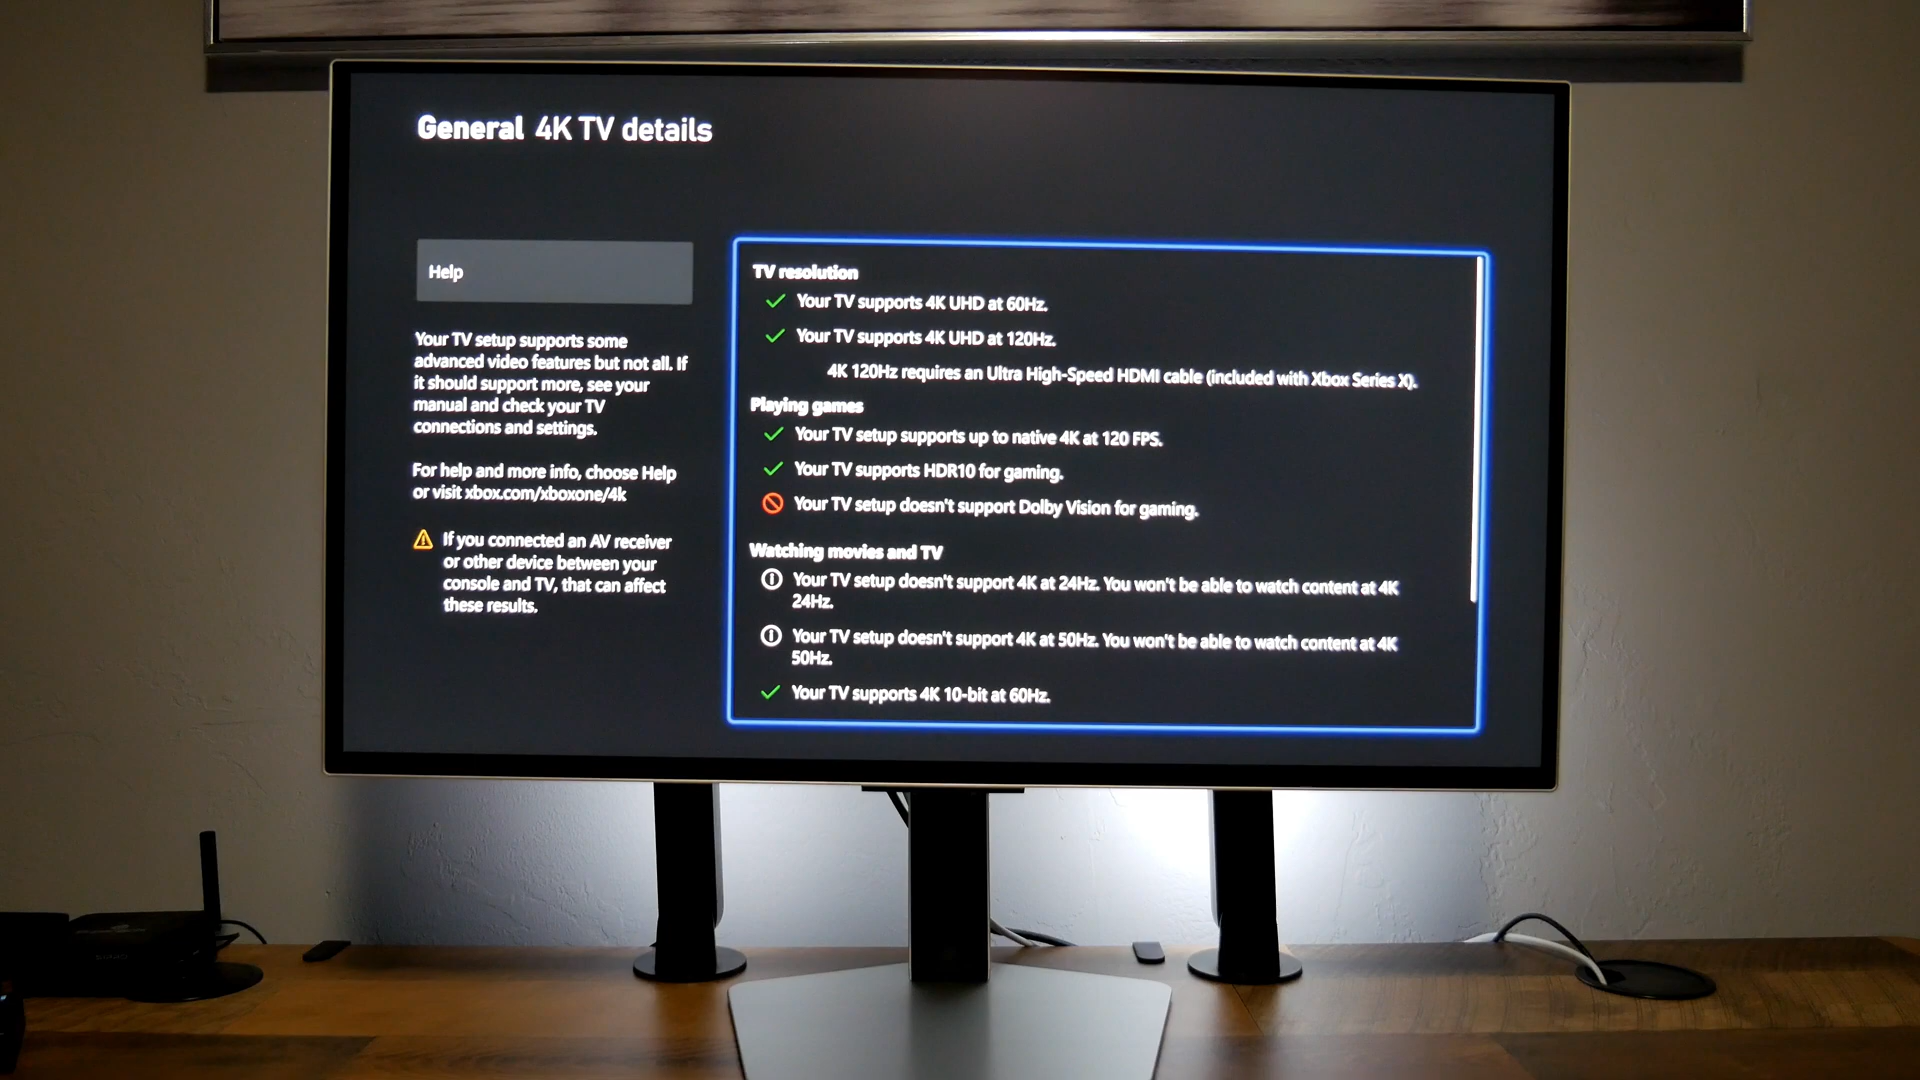 General 4K TV details
Help
Your TV setup supports some
advanced video features but not all. If
it should support more, see your
manual and check your TV
connections and settings.
For help and more info, choose Help
or visit xbox.com/xboxone/4k
If you connected an AV receiver
or other device between your
console and TV, that can affect
these results.
TV resolution
Your TV supports 4K UHD at 60Hz.
Your TV supports 4K UHD at 120Hz.
4K 120Hz requires an Ultra High-Speed HDMI cable (included with Xbox Series X).
Playing games
Your TV setup supports up to native 4K at 120 FPS.
Your TV supports HDR10 for gaming.
Your TV setup doesn't support Dolby Vision for gaming.
Watching movies and TV
Your TV setup doesn't support 4K at 24Hz. You won't be able to watch content at 4K
24Hz.
Your TV setup doesn't support 4K at 50Hz. You won't be able to watch content at 4K
50Hz.
Your TV supports 4K 10-bit at 60Hz.